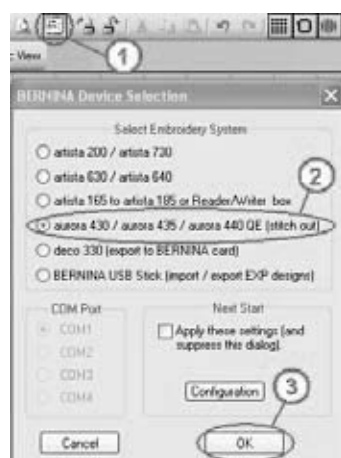 1
View
BERNINA Device Selection
Select Embroidery System
artista 200 / artista 730
artista 630 / artista 640
2
artista 165 to artista 185 or Reader/Writer box
aurora 430 / aurora 435 / aurora 440 QE (stitch out)
deco 330 (export to BERNINA card)
BERNINA USB Stick (import / export EXP designs)
COM Port
Next Start
COM1
COM2
COM3
COM4
Apply these settings (and
suppress this dialog).
Configuration
3
Cancel
OK